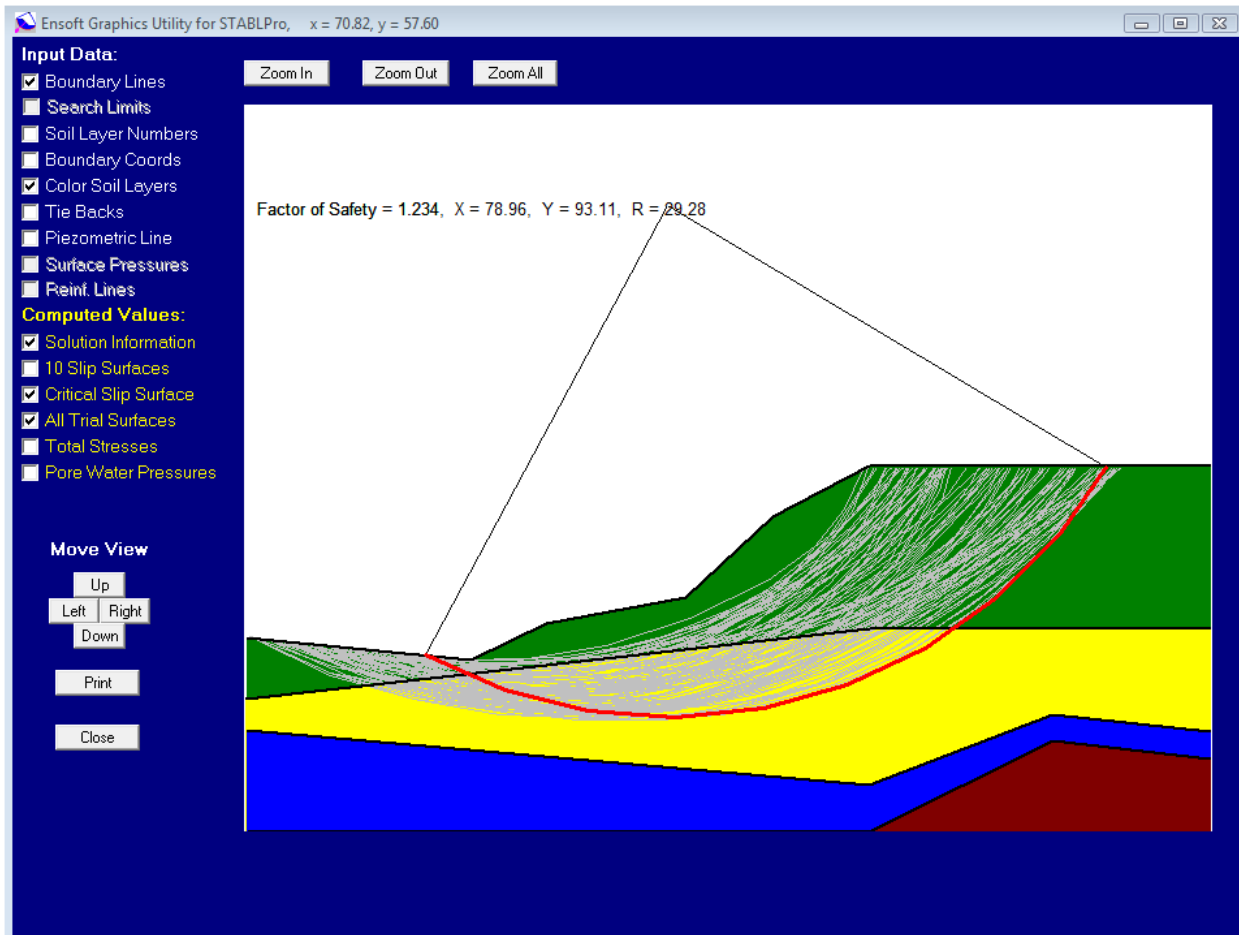 Ensoft Graphics Utility for STABLPro,    x = 70.82, y = 57.60
Input Data:
Boundary Lines
Search Limits
Soil Layer Numbers
Boundary Coords
Color Soil Layers
Tie Backs
Piezometric Line
Surface Pressures
Reinf. Lines
Computed Values:
Solution Information
10 Slip Surfaces
Critical Slip Surface
All Trial Surfaces
Total Stresses
Pore Water Pressures
Move View
Up
Left Right
Down
Print
Close
Zoom In Zoom Out Zoom All
Factor of Safety = 1.234,  X = 78.96,  Y = 93.11,  R = 29.28